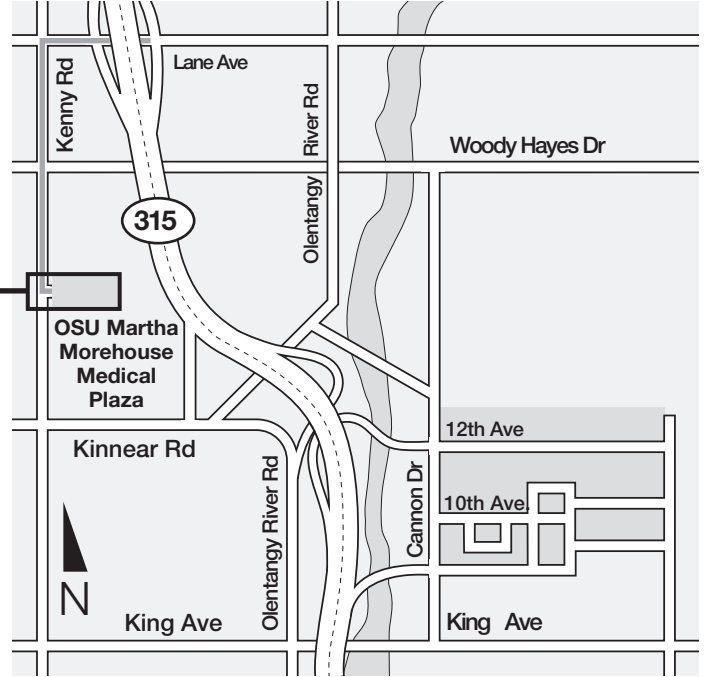 Lane Ave
Kenny Rd
Olentangy River Rd
Woody Hayes Dr
315
OSU Martha
Morehouse
Medical
Plaza
12th Ave
Kinnear Rd
Olentangy River Rd
Cannon Dr
10th Ave.
N
King Ave
King Ave